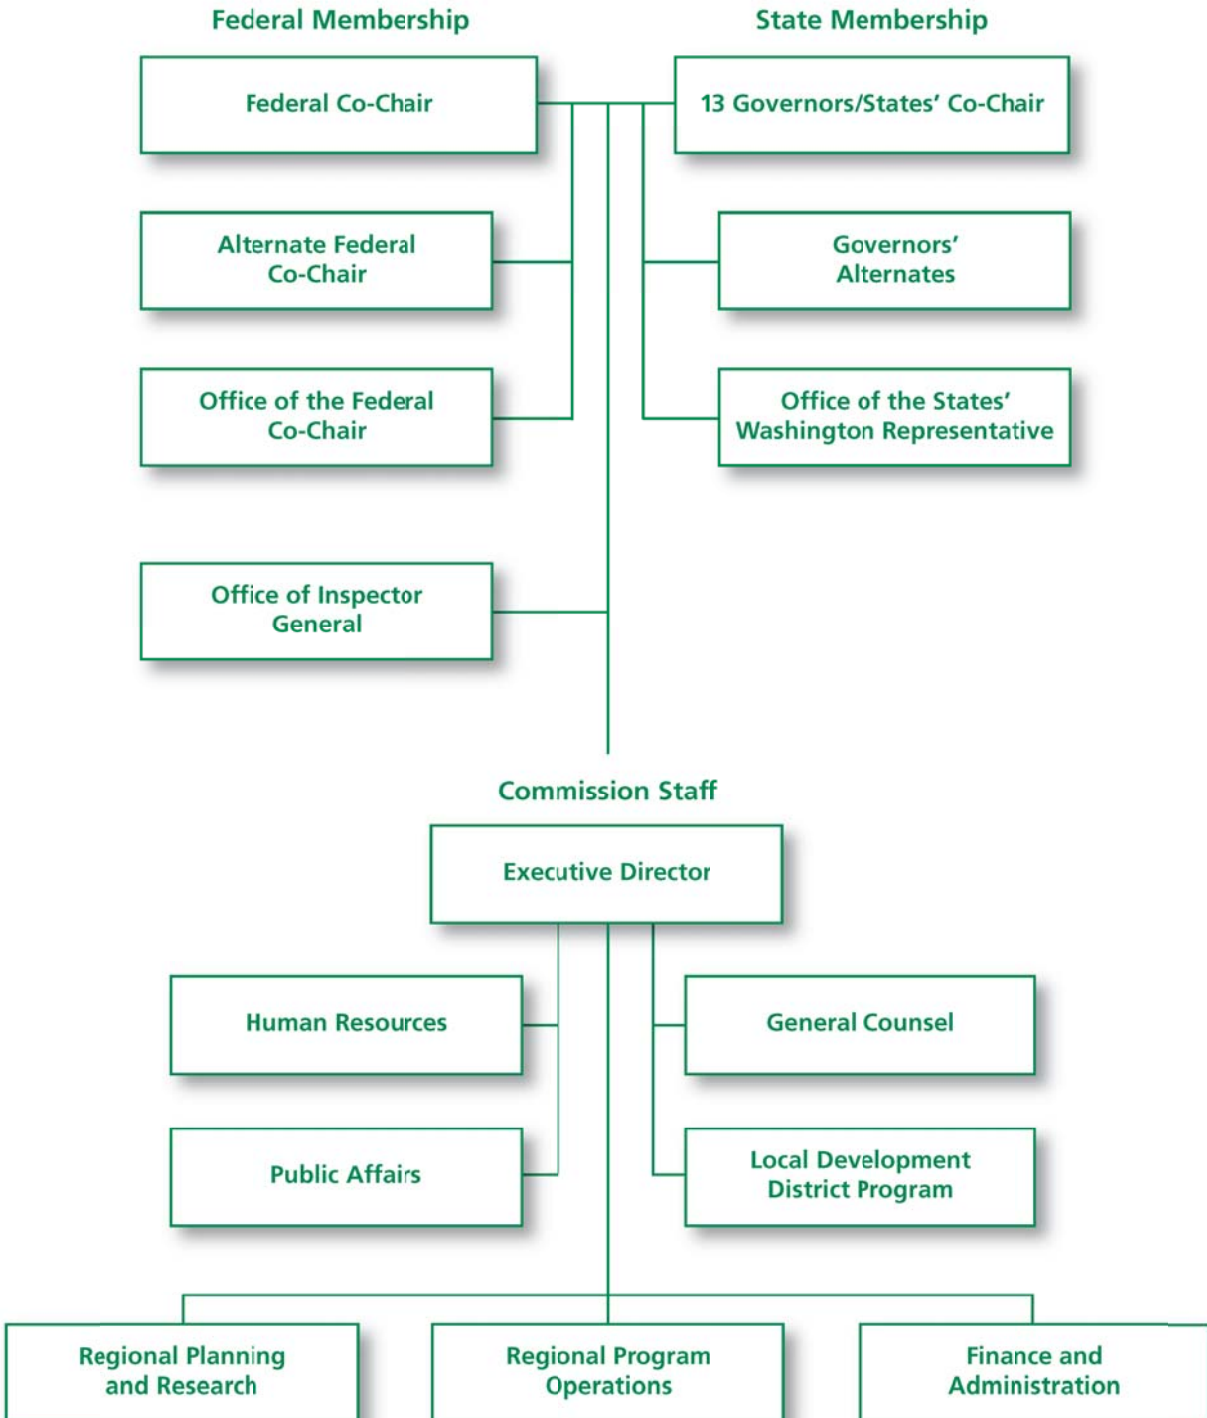 Federal Membership
State Membership
Federal Co-Chair
13 Governors/States’ Co-Chair
Alternate Federal
Co-Chair
Governors’
Alternates
Office of the Federal
Co-Chair
Office of the States’
Washington Representative
Office of Inspector
General
Commission Staff
Executive Director
Human Resources
General Counsel
Public Affairs
Local Development
District Program
Regional Planning
and Research
Regional Program
Operations
Finance and
Administration